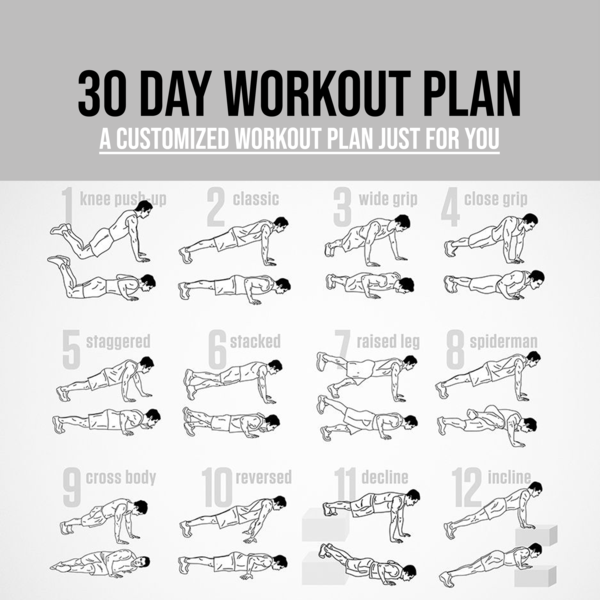 30 DAY WORKOUT PLAN
A CUSTOMIZED WORKOUT PLAN JUST FOR YOU
1 knee push-up
2 classic
3 wide grip
4 close grip
5 staggered
6 stacked
7 raised leg
8 spiderman
9 cross body
10 reversed
11 decline
12 incline